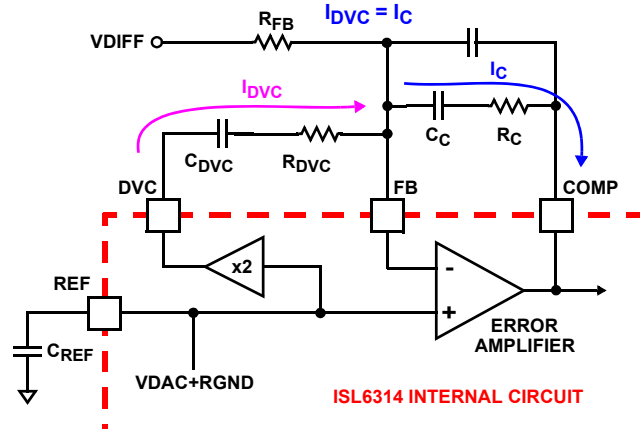 RFB
IDVC = IC
VDIFF
IDVC
IC
CDVC
RDVC
CC
RC
DVC
FB
COMP
x2
REF
-
+
CREF
ERROR
AMPLIFIER
VDAC+RGND
ISL6314 INTERNAL CIRCUIT